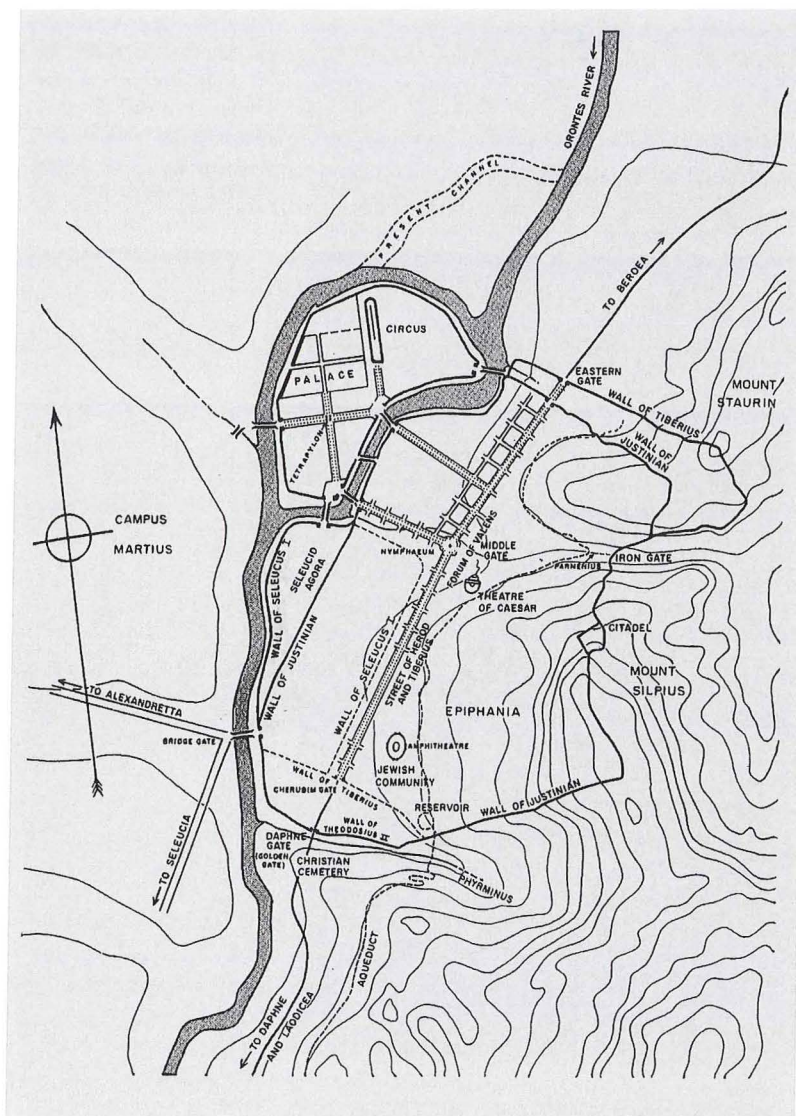 ORONTES RIVER
PRESENT CHANNEL
TO BEROEA
CIRCUS
PALACE
EASTERN
GATE
MOUNT
STAURIN
WALL OF TIBERIUS
WALL OF
JUSTINIAN
TETRAPYLON
CAMPUS
MARTIUS
WALL OF SELEUCUS I
SELEUCID
AGORA
NYMPHAEUM
FORUM OF VALENS
MIDDLE
GATE
PARMENIUS
IRON GATE
THEATRE
OF CAESAR
CITADEL
WALL OF JUSTINIAN
WALL OF SELEUCUS I
STREET OF HEROD
AND TIBERIUS
MOUNT
SILPIUS
TO ALEXANDRETTA
EPIPHANIA
BRIDGE GATE
AMPHITHEATRE
JEWISH
COMMUNITY
WALL OF TIBERIUS
CHERUBIM GATE
RESERVOIR
WALL OF JUSTINIAN
WALL OF
THEODOSIUS II
TO SELEUCIA
DAPHNE
GATE
(GOLDEN
GATE)
CHRISTIAN
CEMETERY
PHYRMINUS
AQUEDUCT
TO DAPHNE
AND LAODICEA